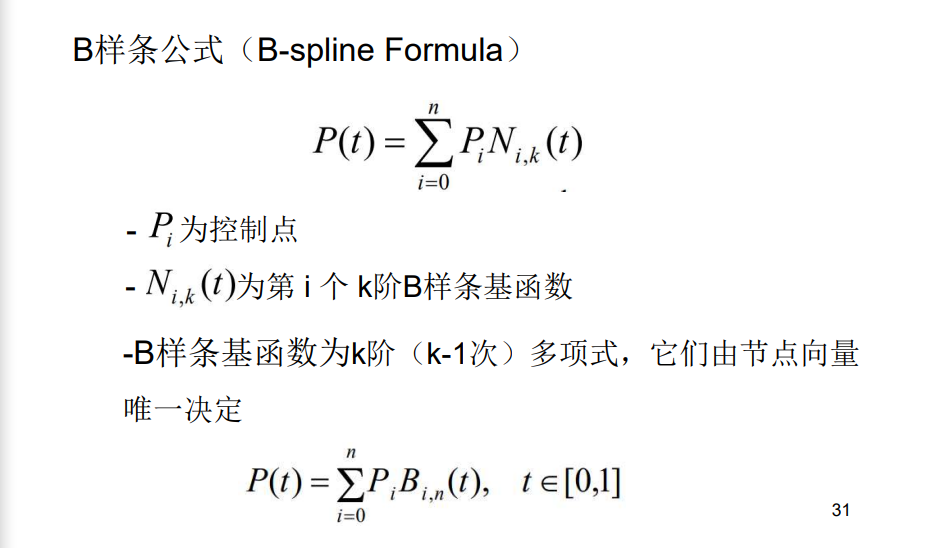 B样条公式（B-spline Formula）
P(t) = \sum_{i=0}^{n} P_i N_{i,k}(t)
- P_i 为控制点
- N_{i,k}(t)为第 i 个 k阶B样条基函数
-B样条基函数为k阶（k-1次）多项式，它们由节点向量
唯一决定
P(t) = \sum_{i=0}^{n} P_i B_{i,n}(t), t∈[0,1]
31